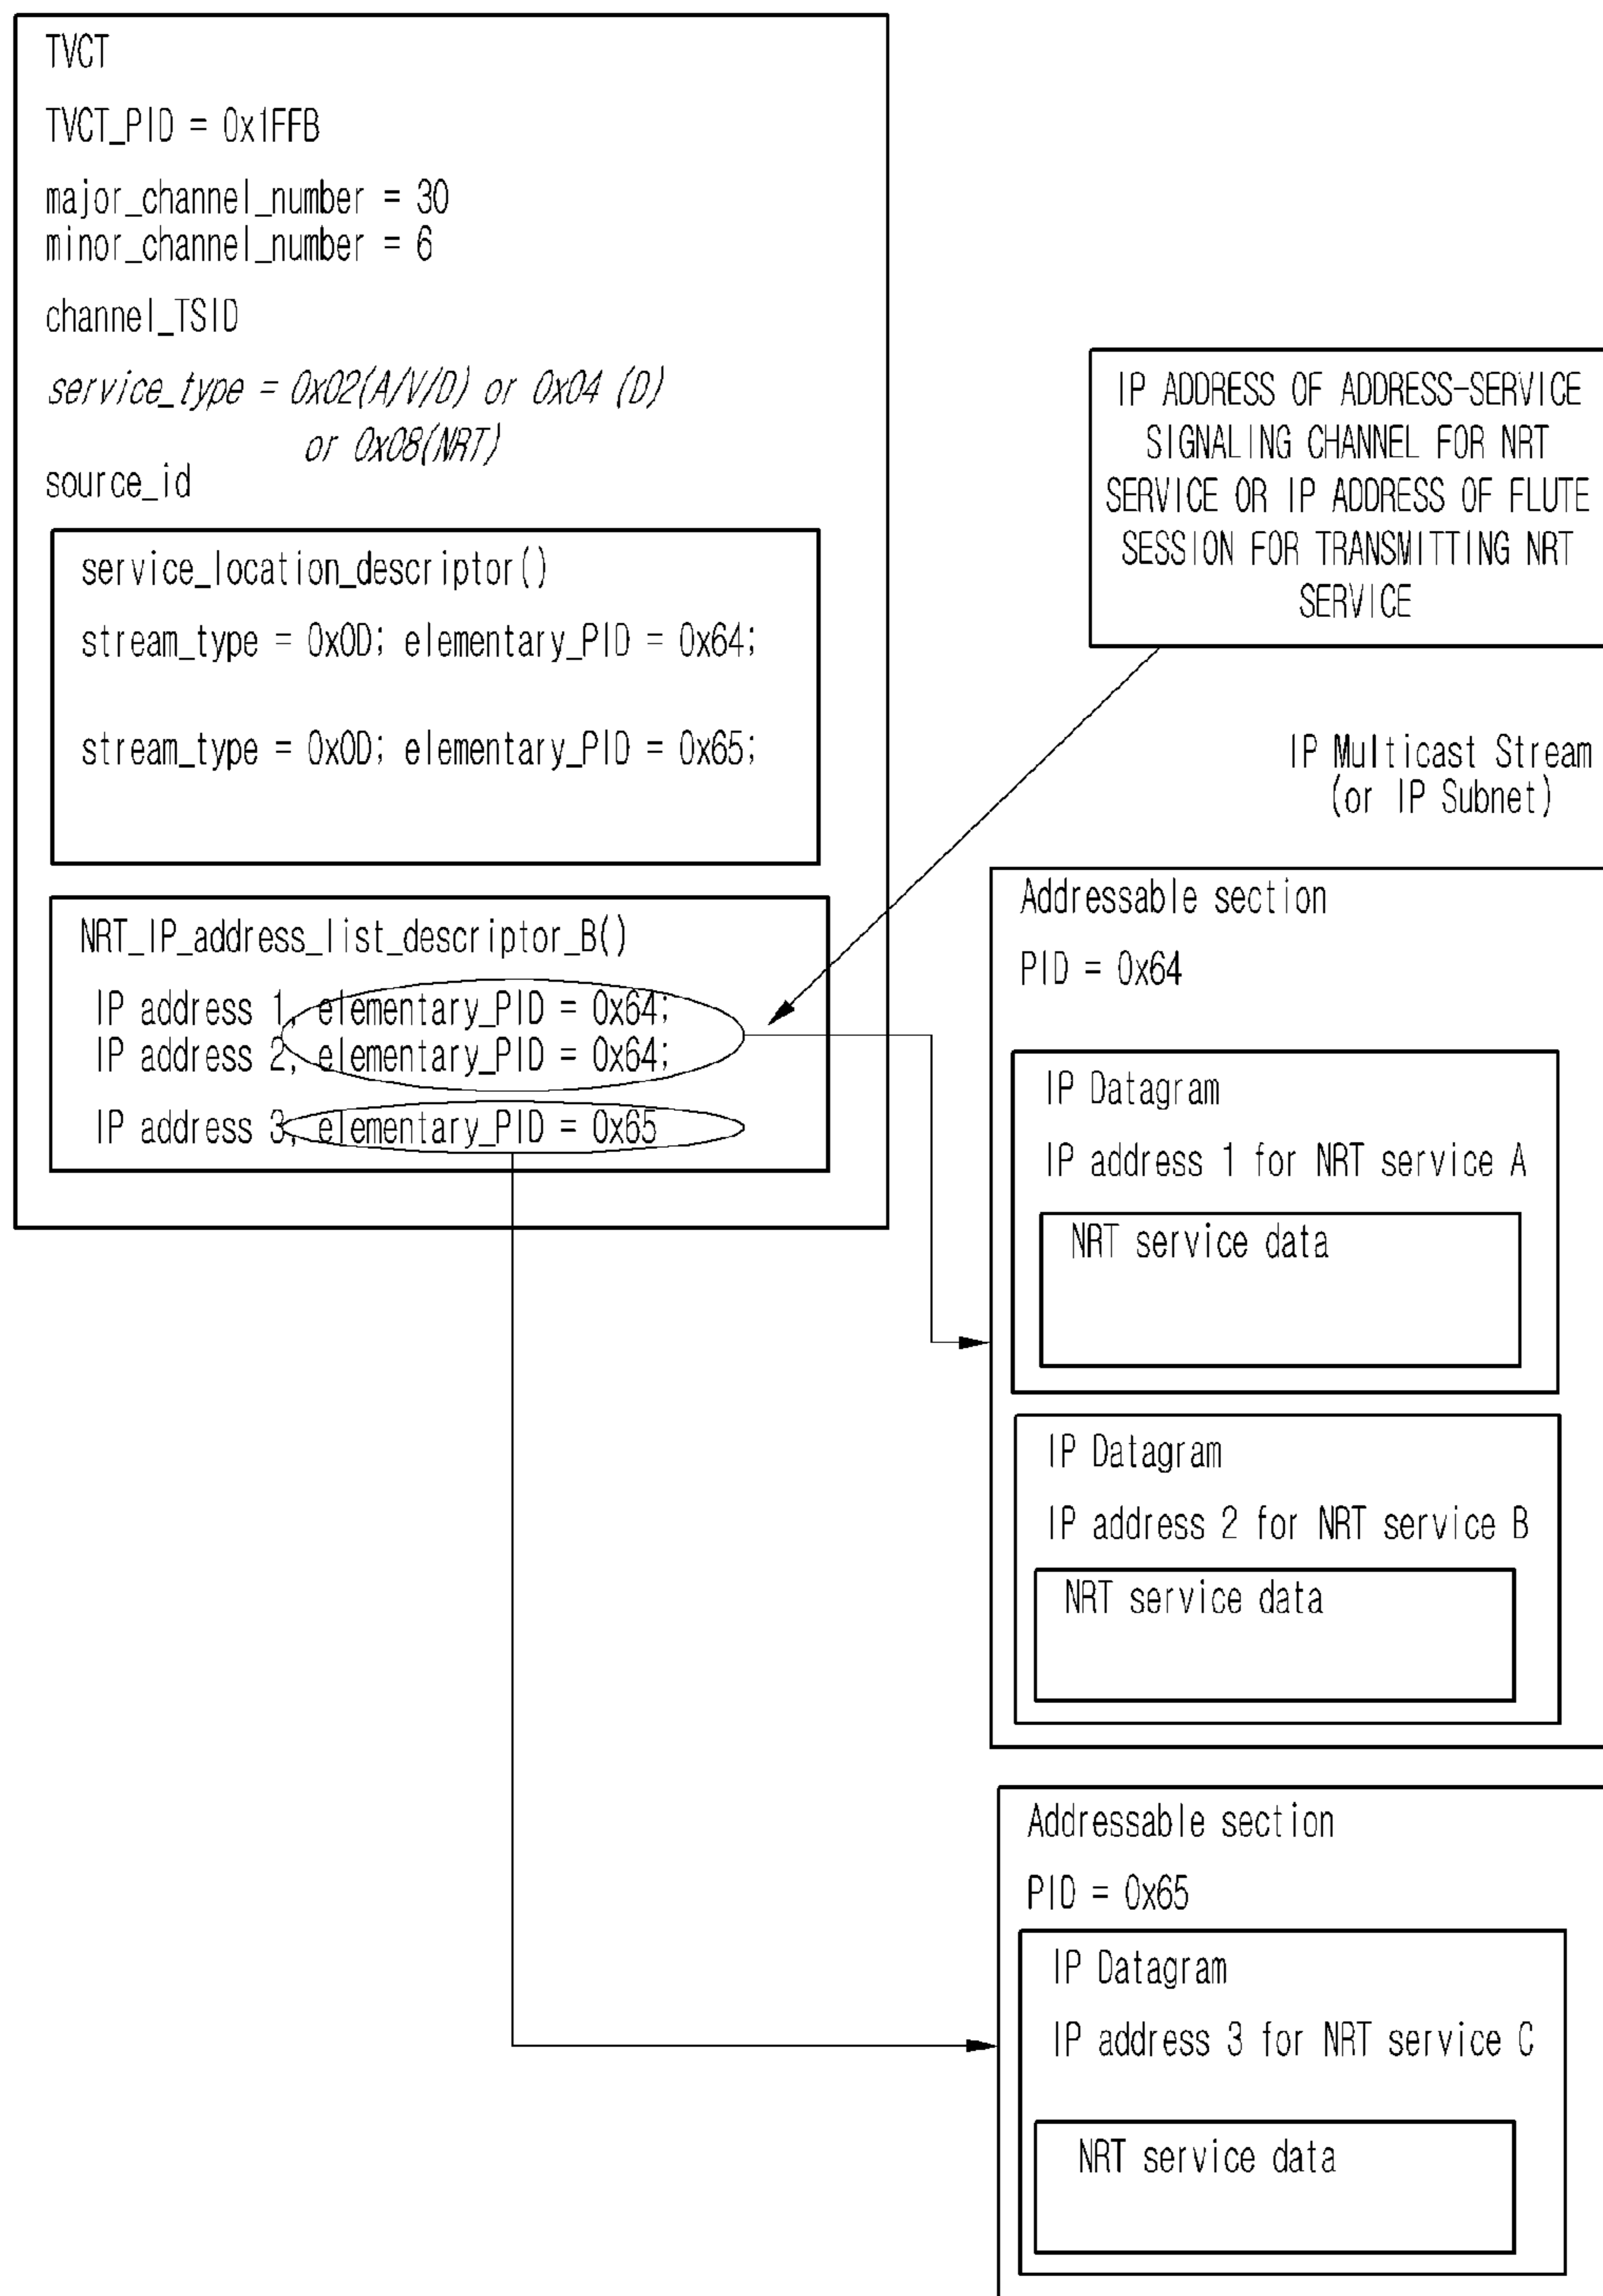 TVCT
TVCT_PID = 0x1FFB
major_channel_number = 30
minor_channel_number = 6
channel_TSID
service_type = 0x02(A/V/D) or 0x04 (D)
or 0x08(NRT)
source_id
service_location_descriptor()
stream_type = 0x0D; elementary_PID = 0x64;
stream_type = 0x0D; elementary_PID = 0x65;
NRT_IP_address_list_descriptor_B()
IP address 1, elementary_PID = 0x64;
IP address 2, elementary_PID = 0x64;
IP address 3, elementary_PID = 0x65
IP ADDRESS OF ADDRESS-SERVICE
SIGNALING CHANNEL FOR NRT
SERVICE OR IP ADDRESS OF FLUTE
SESSION FOR TRANSMITTING NRT
SERVICE
IP Multicast Stream
(or IP Subnet)
Addressable section
PID = 0x64
IP Datagram
IP address 1 for NRT service A
NRT service data
IP Datagram
IP address 2 for NRT service B
NRT service data
Addressable section
PID = 0x65
IP Datagram
IP address 3 for NRT service C
NRT service data